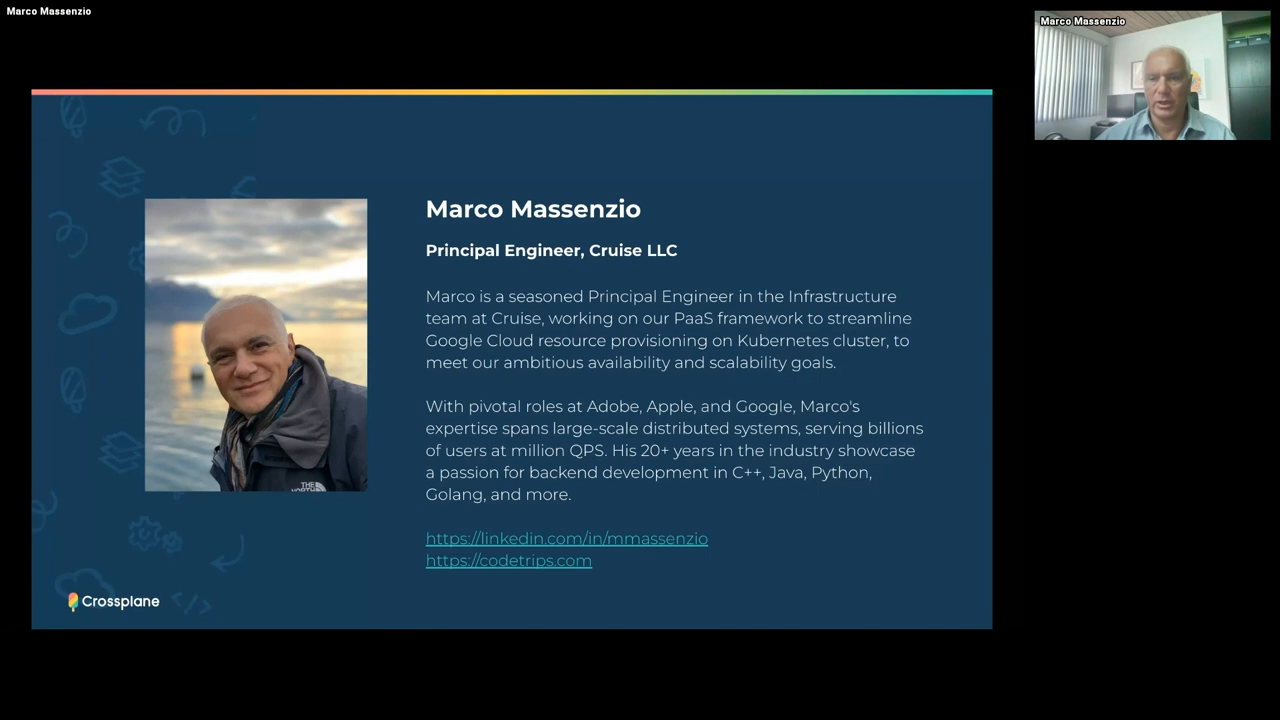 Marco Massenzio
Marco Massenzio
Marco Massenzio
Principal Engineer, Cruise LLC
Marco is a seasoned Principal Engineer in the Infrastructure
team at Cruise, working on our PaaS framework to streamline
Google Cloud resource provisioning on Kubernetes cluster, to
meet our ambitious availability and scalability goals.
With pivotal roles at Adobe, Apple, and Google, Marco's
expertise spans large-scale distributed systems, serving billions
of users at million QPS. His 20+ years in the industry showcase
a passion for backend development in C++, Java, Python,
Golang, and more.
https://linkedin.com/in/mmassenzio
https://codetrips.com
THE
NORTH
Crossplane